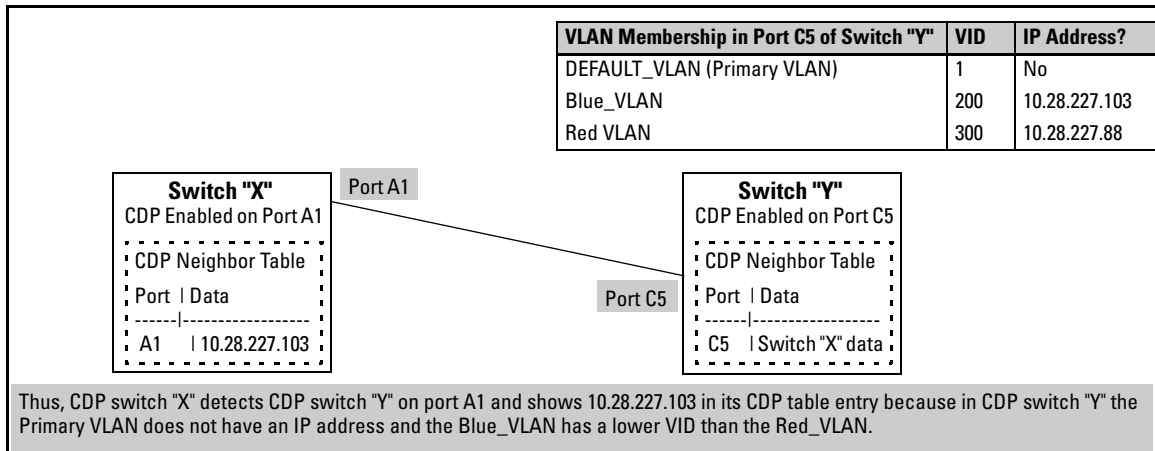 VLAN Membership in Port C5 of Switch "Y" VID IP Address?
DEFAULT_VLAN (Primary VLAN) 1 No
Blue_VLAN 200 10.28.227.103
Red VLAN 300 10.28.227.88
Switch "X"
CDP Enabled on Port A1
CDP Neighbor Table
Port | Data
------|------------------
A1 | 10.28.227.103
Port A1
Port C5
Switch "Y"
CDP Enabled on Port C5
CDP Neighbor Table
Port | Data
------|------------------
C5 | Switch "X" data
Thus, CDP switch "X" detects CDP switch "Y" on port A1 and shows 10.28.227.103 in its CDP table entry because in CDP switch "Y" the
Primary VLAN does not have an IP address and the Blue_VLAN has a lower VID than the Red_VLAN.